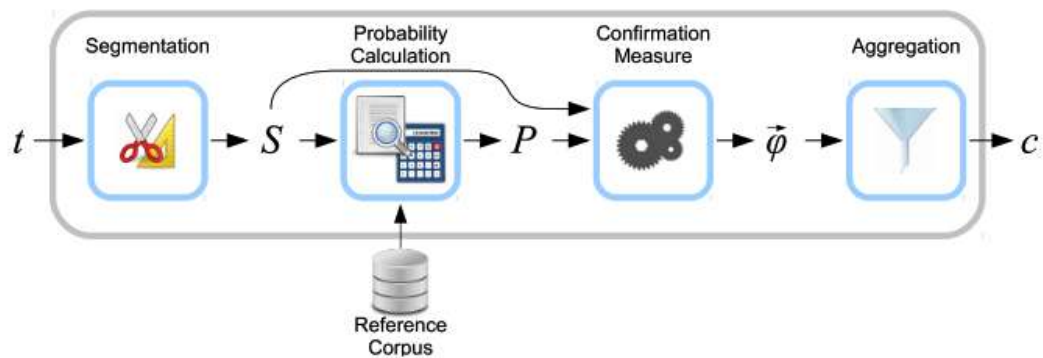 Segmentation
Probability
Calculation
Confirmation
Measure
Aggregation
t
S
P
φ⃗
c
Reference
Corpus